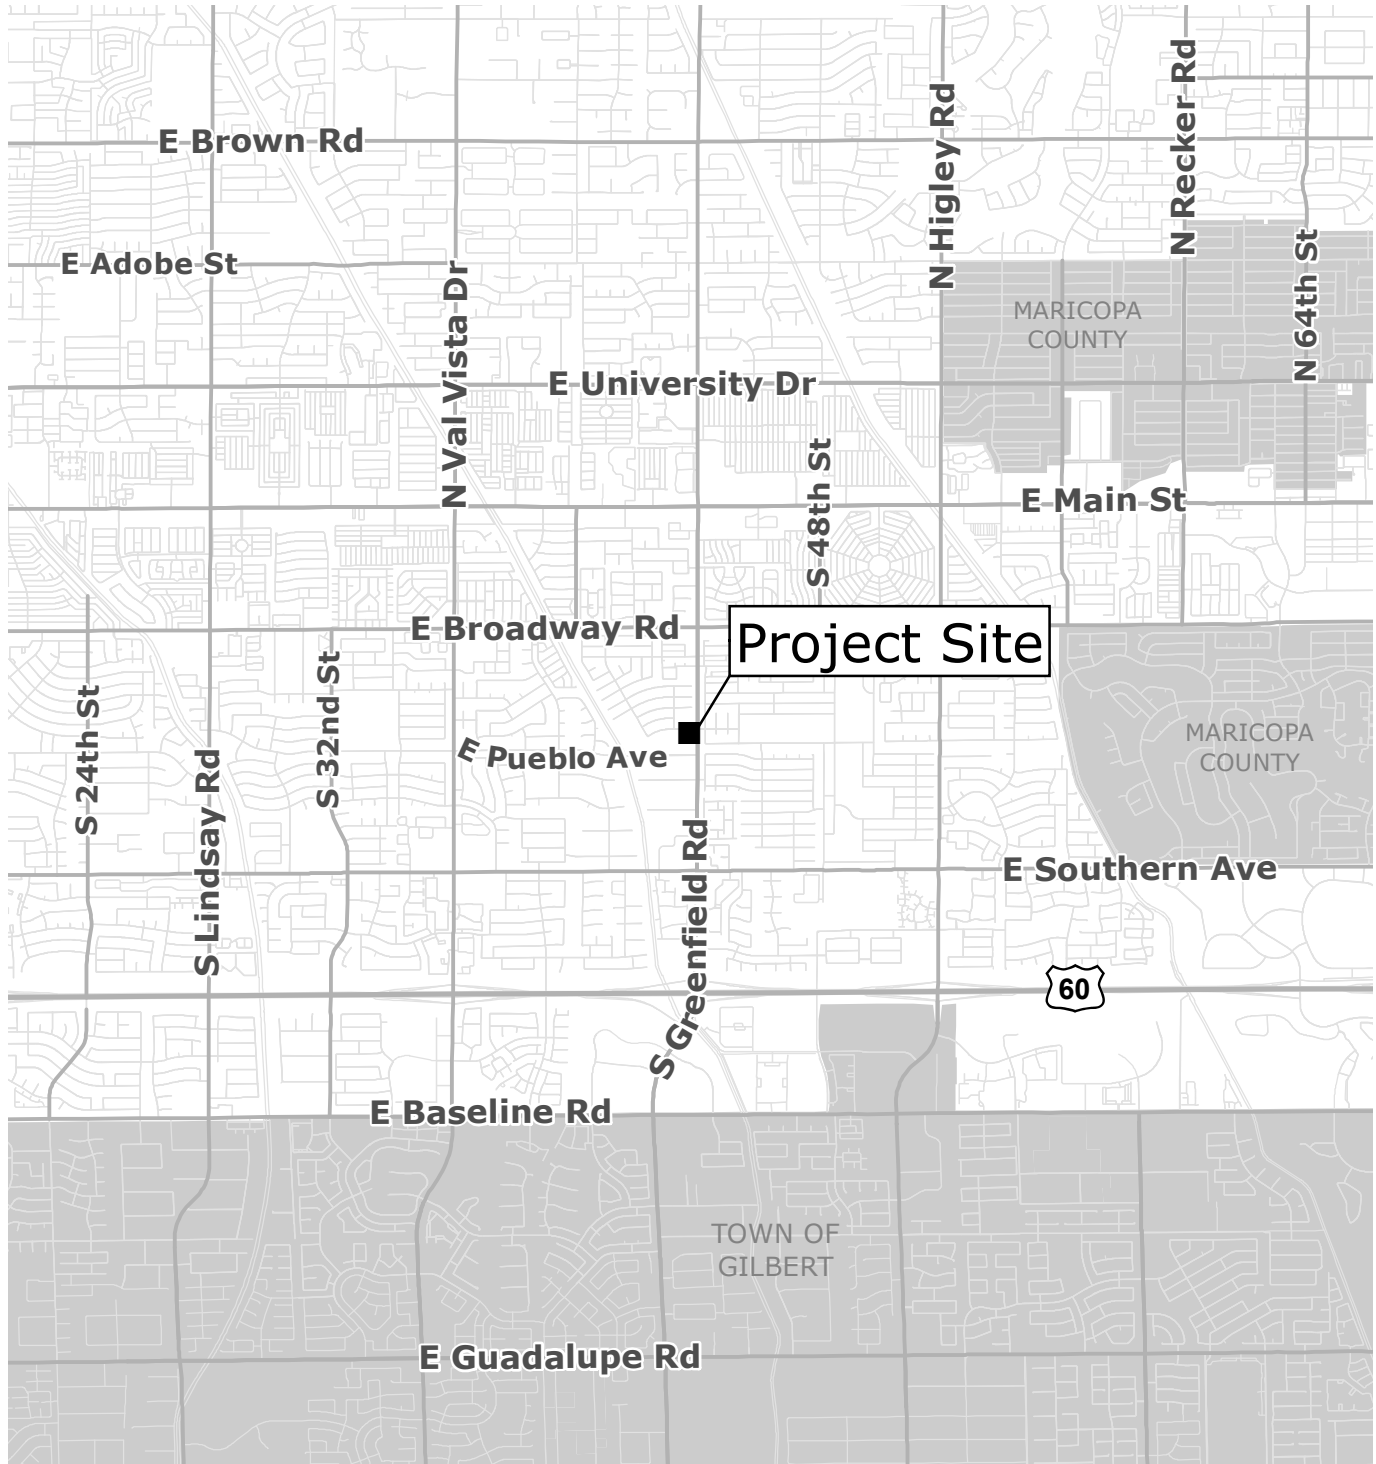 N Recker Rd
N Higley Rd
E Brown Rd
E Adobe St
N 64th St
N Val Vista Dr
MARICOPA
COUNTY
E University Dr
S 48th St
E Main St
E Broadway Rd
Project Site
S 32nd St
S 24th St
E Pueblo Ave
MARICOPA
COUNTY
S Lindsay Rd
S Greenfield Rd
E Southern Ave
60
E Baseline Rd
TOWN OF
GILBERT
E Guadalupe Rd